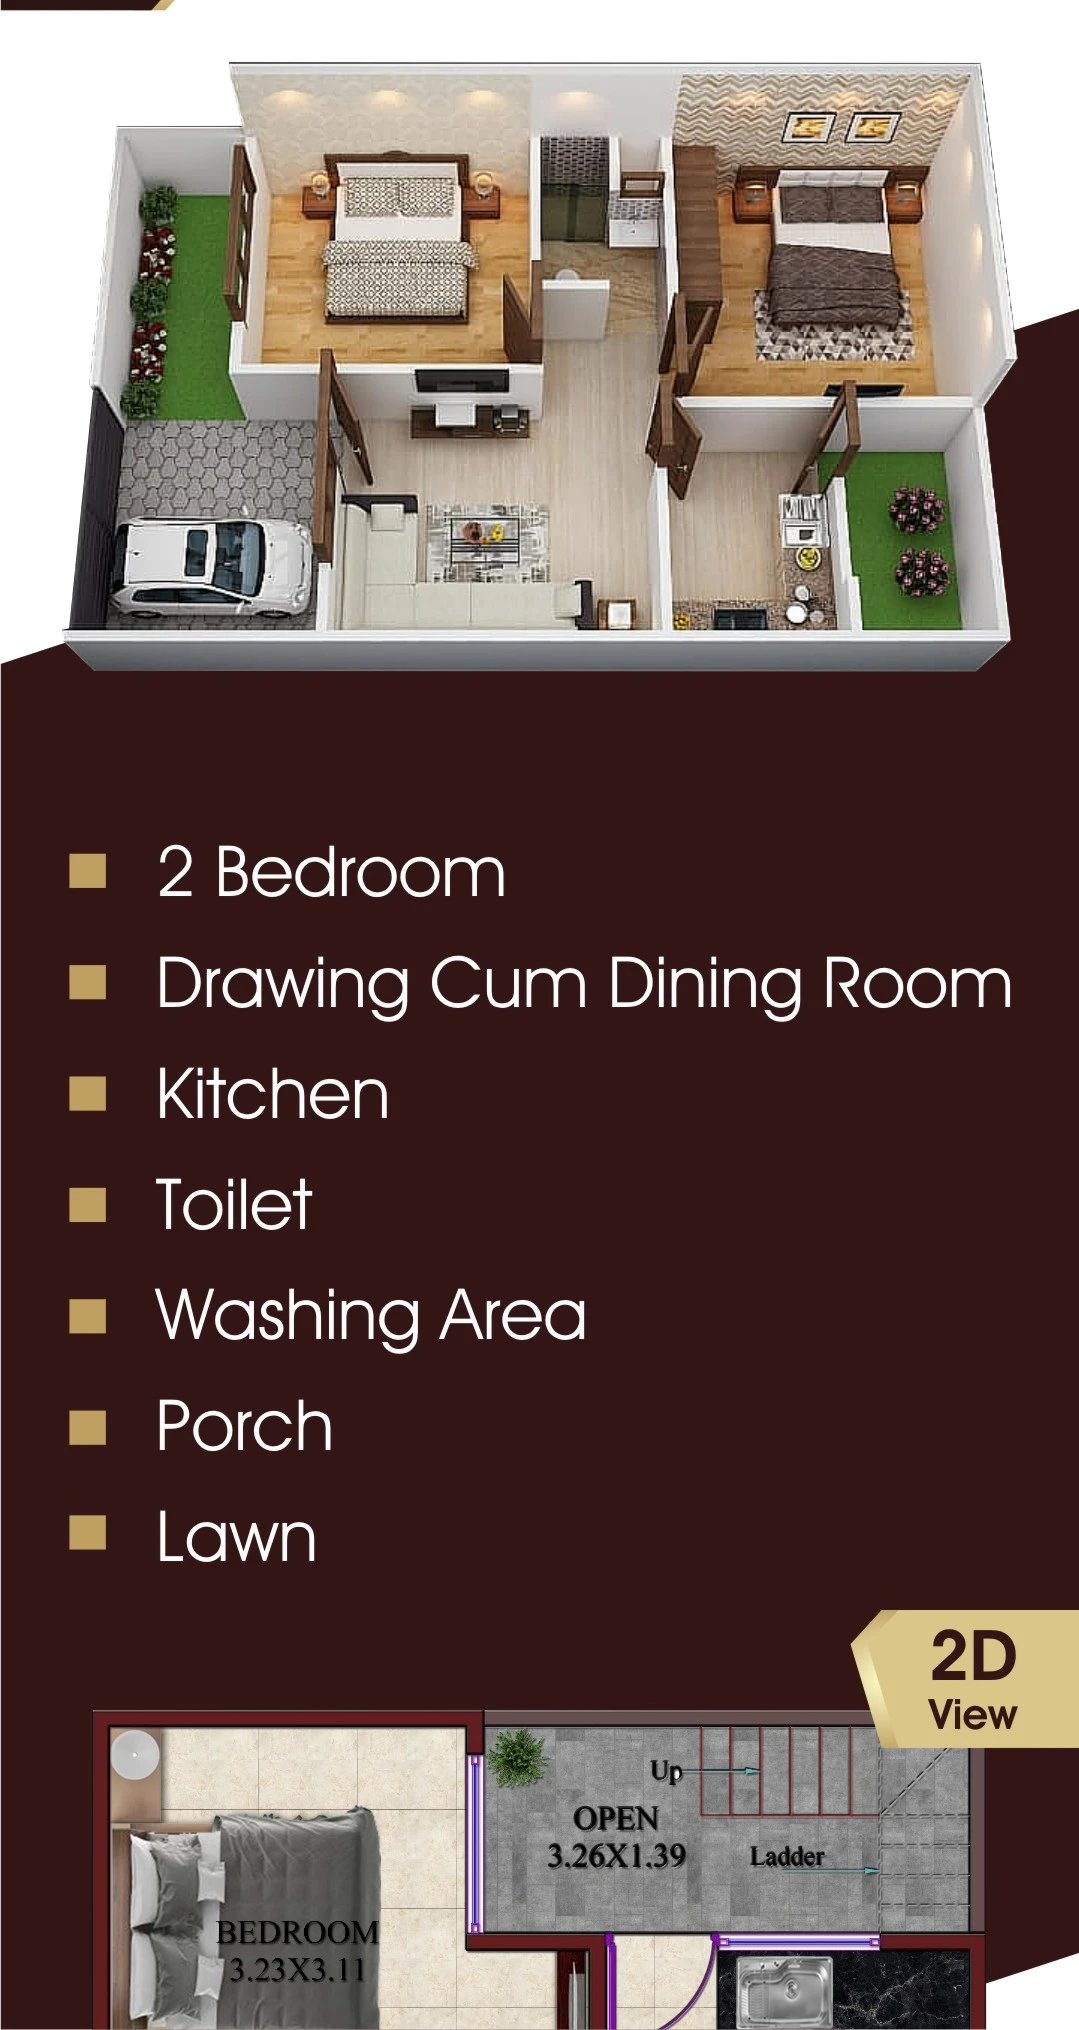 2 Bedroom
Drawing Cum Dining Room
Kitchen
Toilet
Washing Area
Porch
Lawn
2D
View
Up
OPEN
3.26X1.39
Ladder
BEDROOM
3.23X3.11